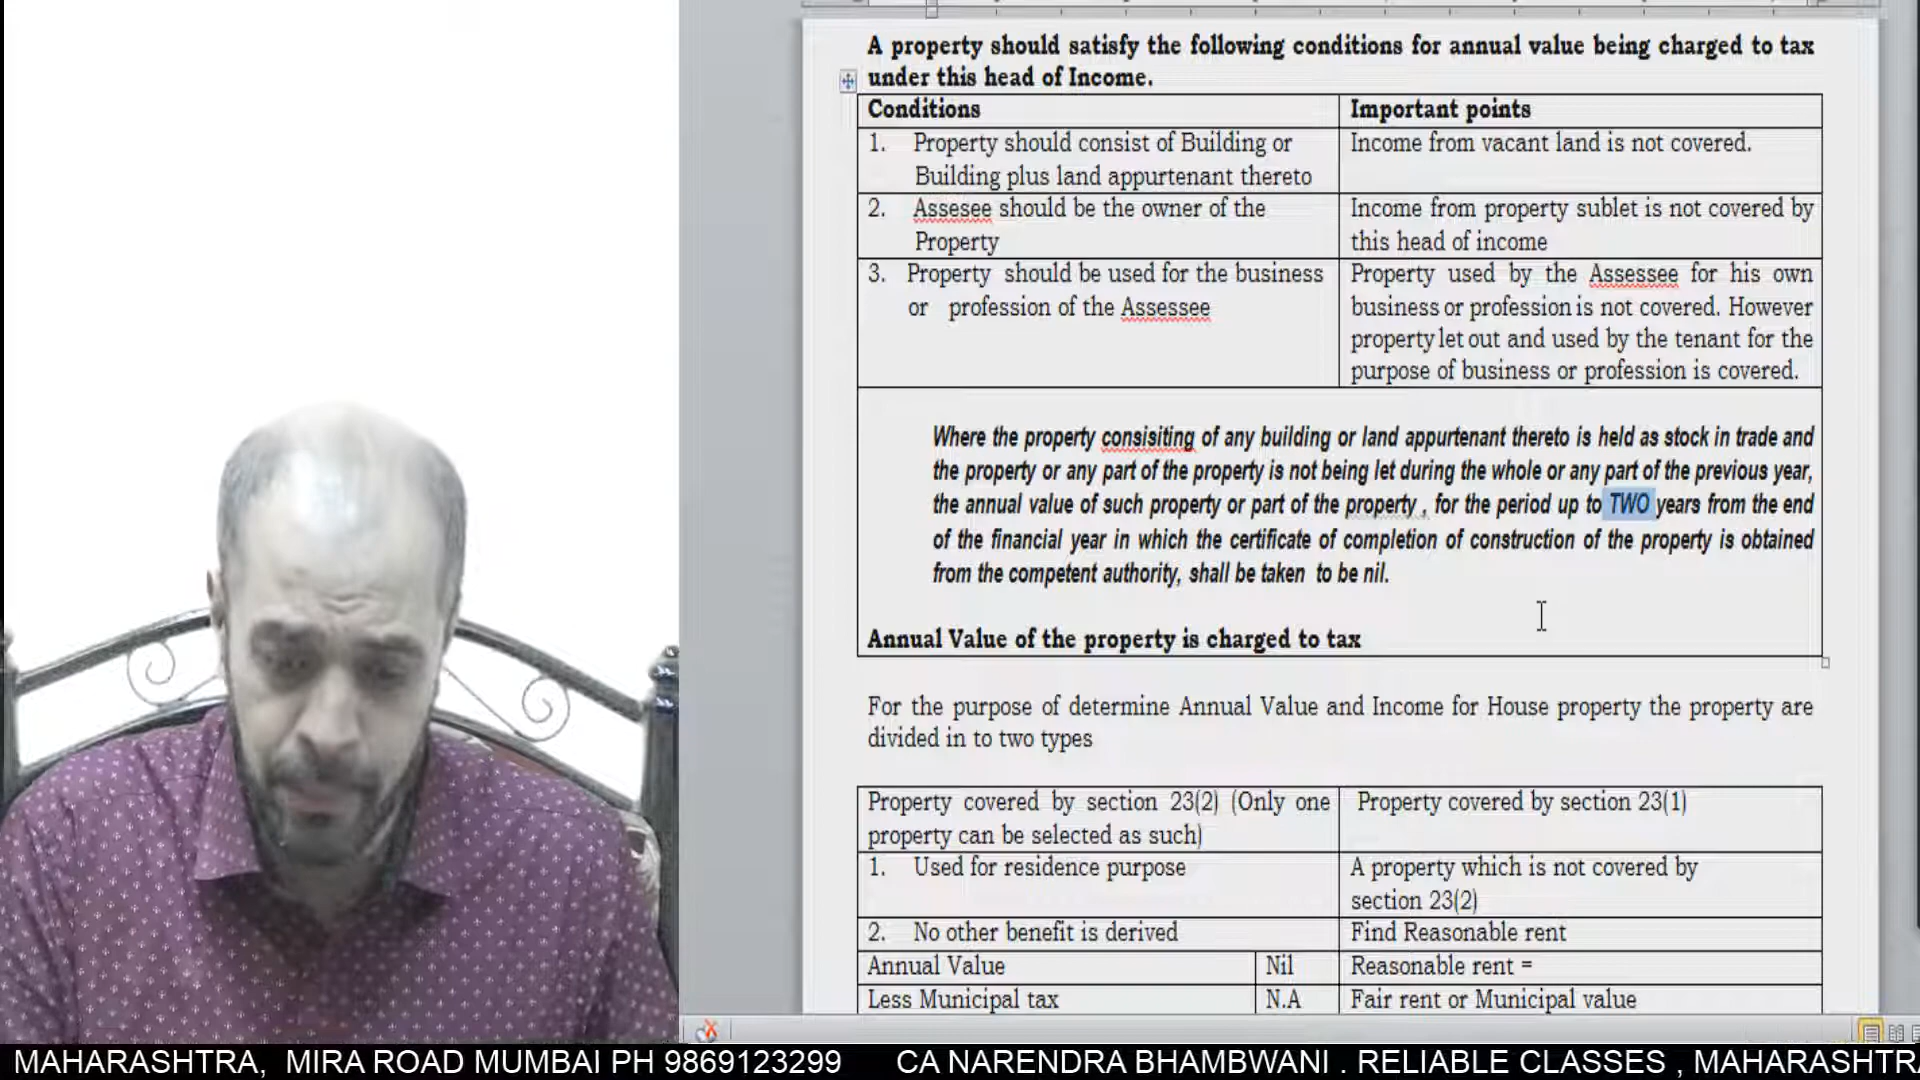 A property should satisfy the following conditions for annual value being charged to tax
under this head of Income.
Conditions
Important points
1. Property should consist of Building or
Building plus land appurtenant thereto
Income from vacant land is not covered.
2. Assesee should be the owner of the
Property
Income from property sublet is not covered by
this head of income
3. Property should be used for the business
or profession of the Assessee
Property used by the Assessee for his own
business or profession is not covered. However
property let out and used by the tenant for the
purpose of business or profession is covered.
Where the property consisiting of any building or land appurtenant thereto is held as stock in trade and
the property or any part of the property is not being let during the whole or any part of the previous year,
the annual value of such property or part of the property , for the period up to TWO years from the end
of the financial year in which the certificate of completion of construction of the property is obtained
from the competent authority, shall be taken to be nil.
Annual Value of the property is charged to tax
For the purpose of determine Annual Value and Income for House property the property are
divided in to two types
Property covered by section 23(2) (Only one
property can be selected as such)
Property covered by section 23(1)
1. Used for residence purpose
A property which is not covered by
section 23(2)
2. No other benefit is derived
Find Reasonable rent
Annual Value Nil
Reasonable rent =
Less Municipal tax N.A
Fair rent or Municipal value
MAHARASHTRA, MIRA ROAD MUMBAI PH 9869123299 CA NARENDRA BHAMBWANI . RELIABLE CLASSES , MAHARASHTRA